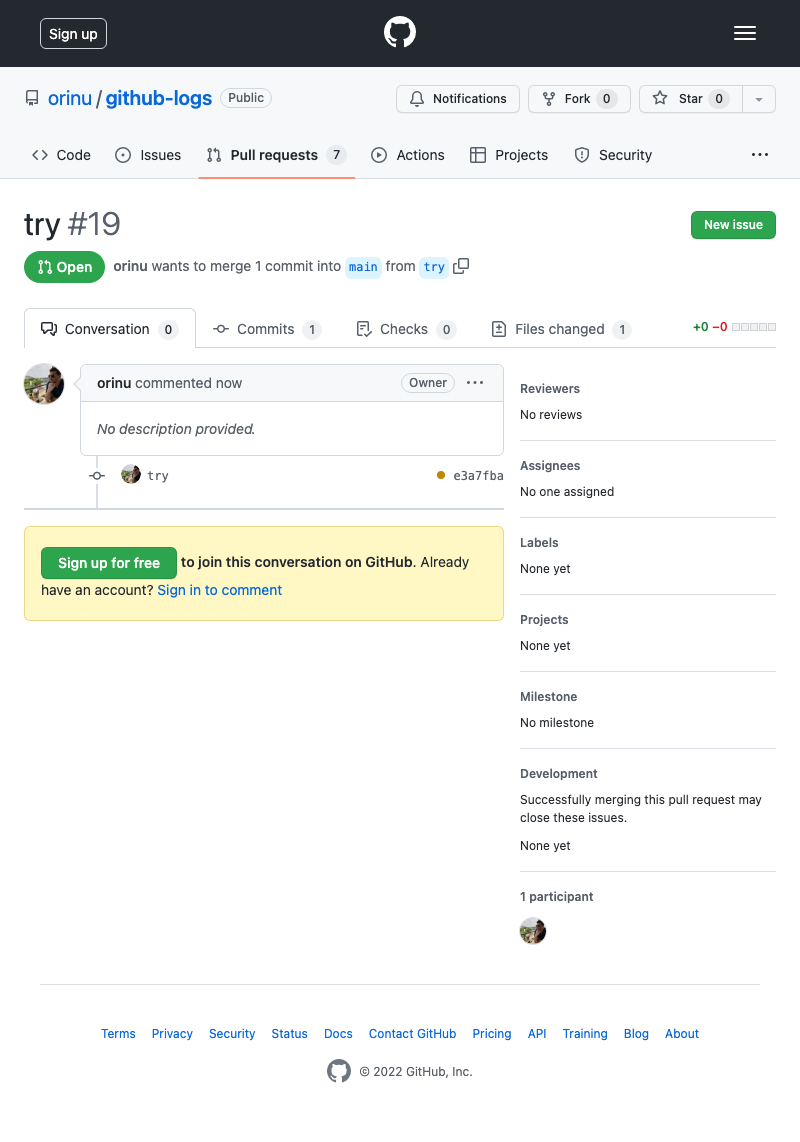 Sign up
orinu / github-logs Public
Notifications Fork 0 Star 0
Code Issues Pull requests 7 Actions Projects Security
try #19
New issue
Open orinu wants to merge 1 commit into main from try
Conversation 0 Commits 1 Checks 0 Files changed 1 +0 −0
orinu commented now Owner
No description provided.
try e3a7fba
Sign up for free to join this conversation on GitHub. Already
have an account? Sign in to comment
Reviewers
No reviews
Assignees
No one assigned
Labels
None yet
Projects
None yet
Milestone
No milestone
Development
Successfully merging this pull request may
close these issues.
None yet
1 participant
Terms Privacy Security Status Docs Contact GitHub Pricing API Training Blog About
© 2022 GitHub, Inc.